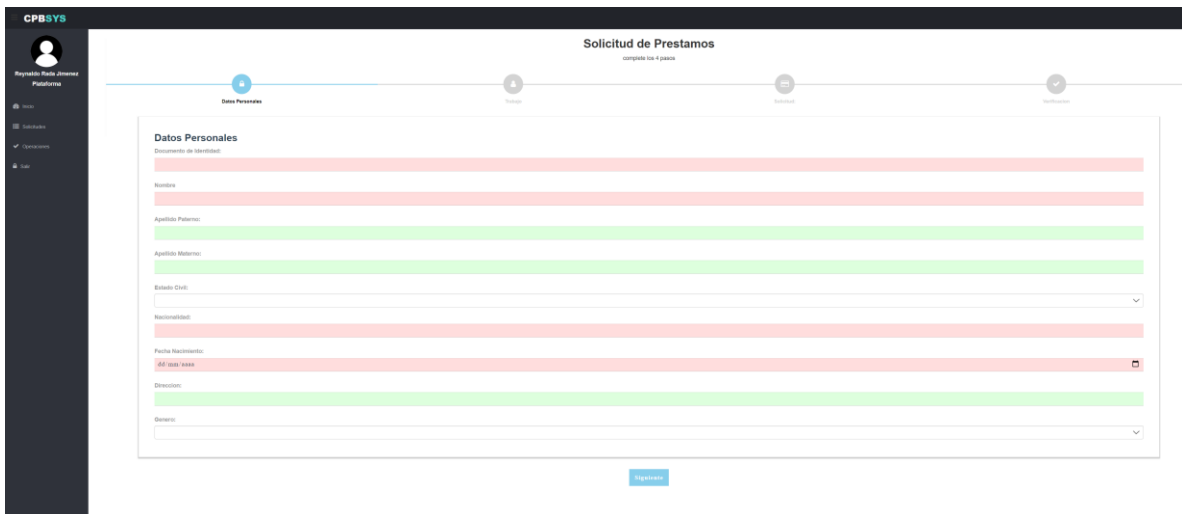 CPBSYS
Reynaldo Rada Jimenez
Plataforma
Inicio
Solicitudes
Operaciones
Salir
Solicitud de Prestamos
complete los 4 pasos
Datos Personales
Trabajo
Solicitud
Verificacion
Datos Personales
Documento de Identidad:
Nombre
Apellido Paterno:
Apellido Materno:
Estado Civil:
Nacionalidad:
Fecha Nacimiento:
dd/mm/aaaa
Direccion:
Genero:
Siguiente